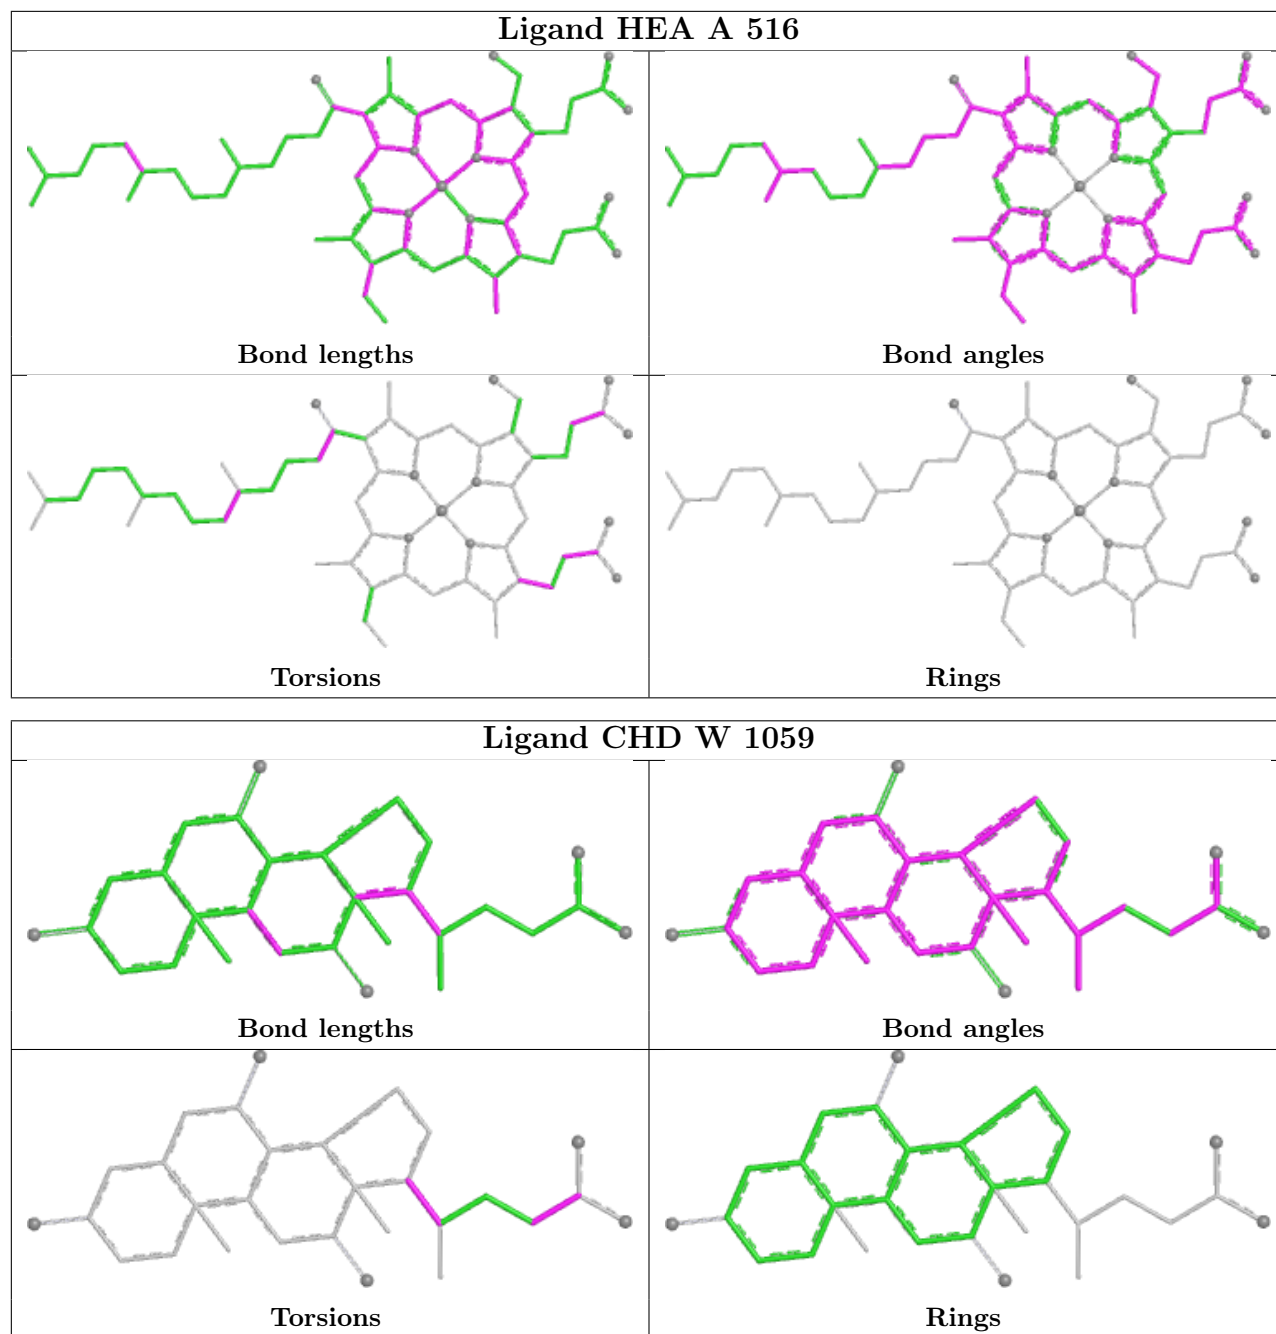 Ligand HEA A 516
Bond lengths
Bond angles
Torsions
Rings
Ligand CHD W 1059
Bond lengths
Bond angles
Torsions
Rings